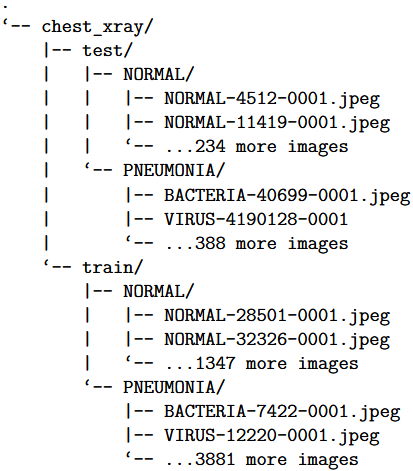 .
‘-- chest_xray/
    |-- test/
    |   |-- NORMAL/
    |   |   |-- NORMAL-4512-0001.jpeg
    |   |   |-- NORMAL-11419-0001.jpeg
    |   |   ‘-- ...234 more images
    |   ‘-- PNEUMONIA/
    |       |-- BACTERIA-40699-0001.jpeg
    |       |-- VIRUS-4190128-0001
    |       ‘-- ...388 more images
    ‘-- train/
        |-- NORMAL/
        |   |-- NORMAL-28501-0001.jpeg
        |   |-- NORMAL-32326-0001.jpeg
        |   ‘-- ...1347 more images
        ‘-- PNEUMONIA/
            |-- BACTERIA-7422-0001.jpeg
            |-- VIRUS-12220-0001.jpeg
            ‘-- ...3881 more images